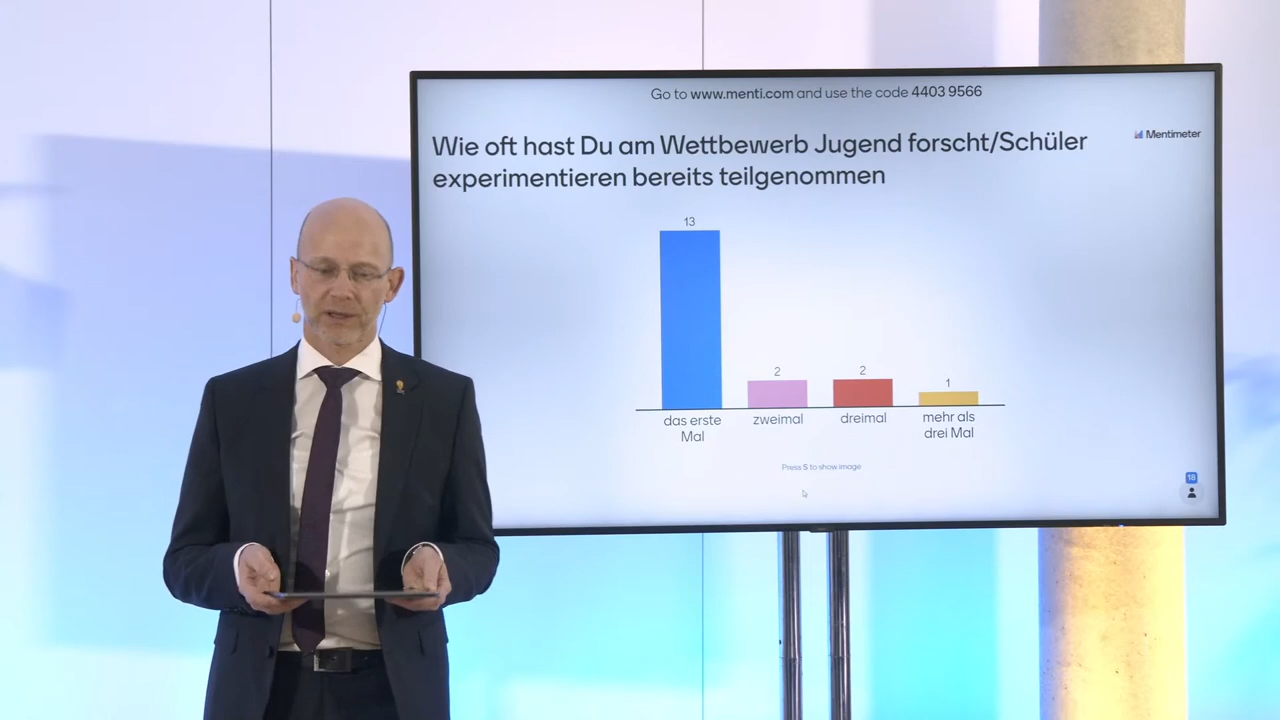 Go to www.menti.com and use the code 4403 9566
Mentimeter
Wie oft hast Du am Wettbewerb Jugend forscht/Schüler
experimentieren bereits teilgenommen
13
2
2
1
das erste
Mal
zweimal
dreimal
mehr als
drei Mal
Press S to show image
18